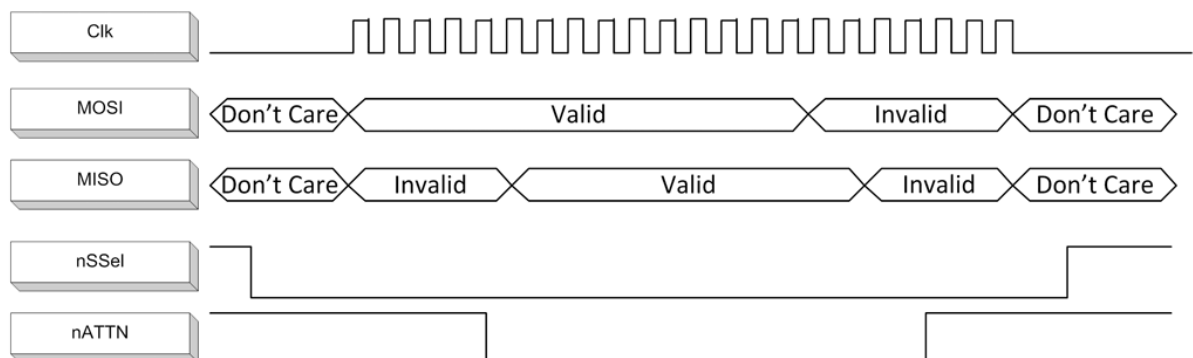 Clk
MOSI
Don't Care Valid Invalid Don't Care
MISO
Don't Care Invalid Valid Invalid Don't Care
nSSel
nATTN